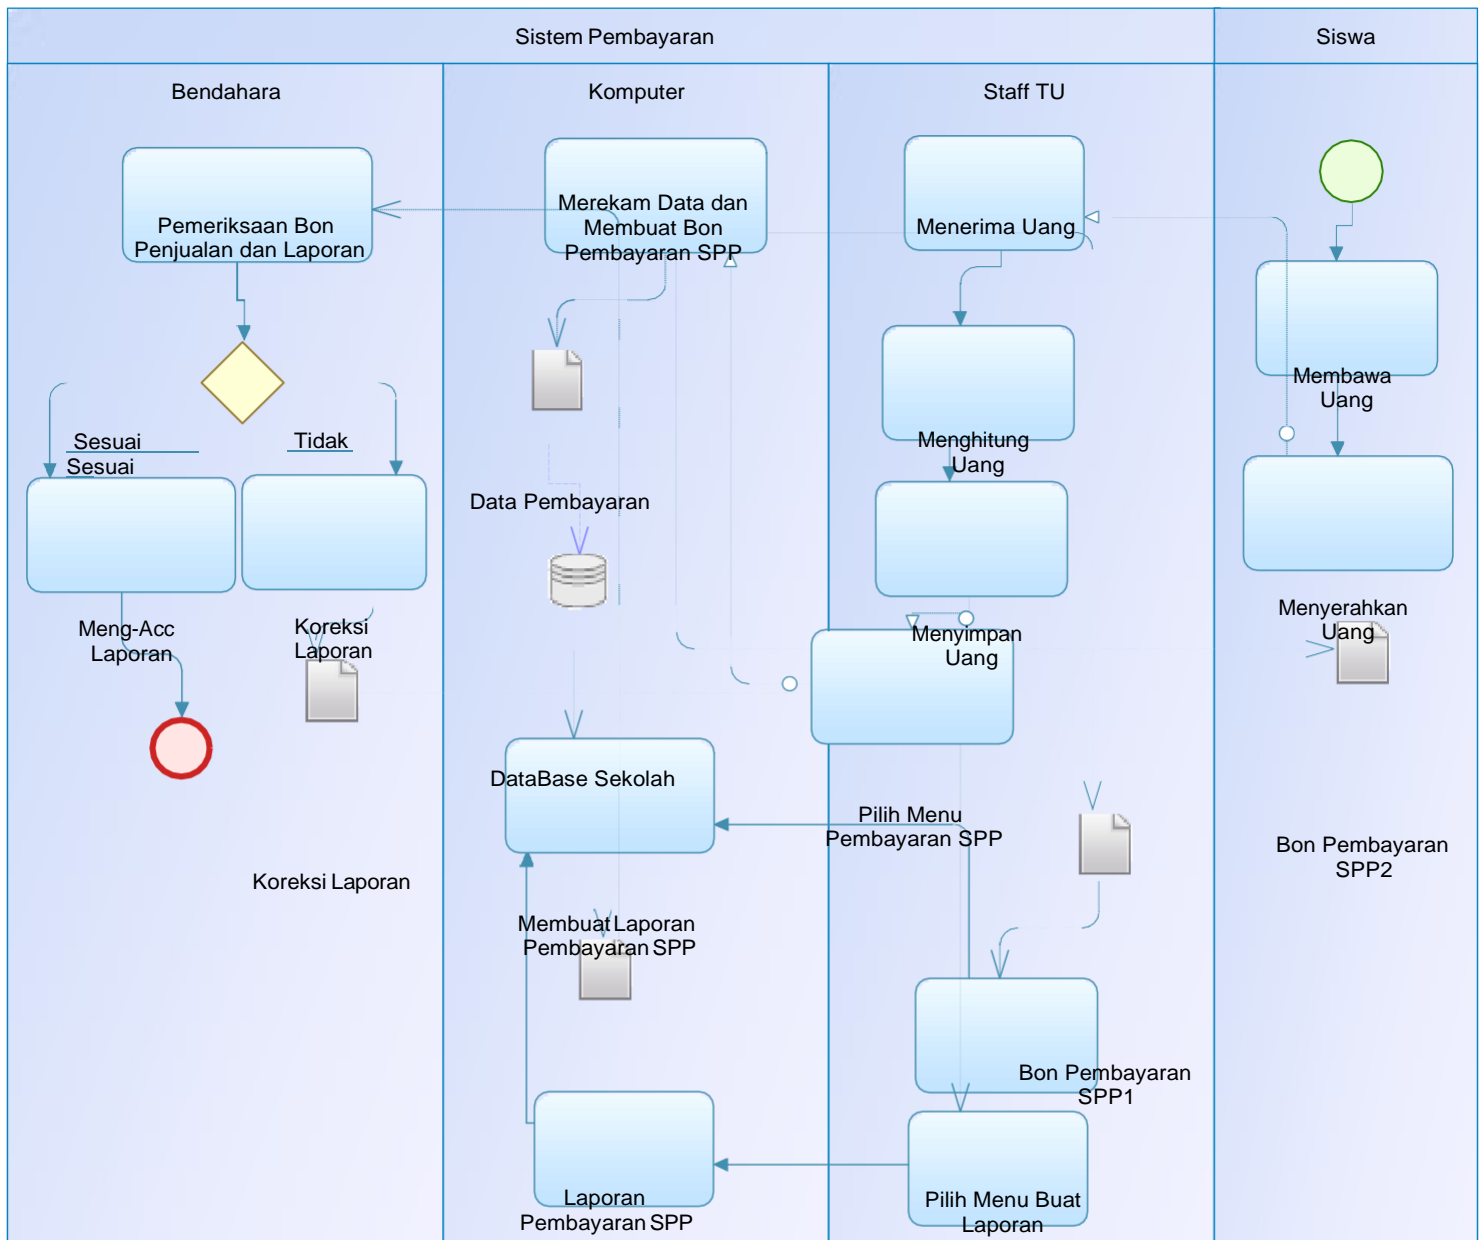 Sistem Pembayaran
Siswa
Bendahara
Komputer
Staff TU
Pemeriksaan Bon
Penjualan dan Laporan
Merekam Data dan
Membuat Bon
Pembayaran SPP
Menerima Uang
Membawa
Uang
Sesuai
Sesuai
Tidak
Menghitung
Uang
Data Pembayaran
Meng-Acc
Laporan
Koreksi
Laporan
Menyimpan
Uang
Menyerahkan
Uang
DataBase Sekolah
Pilih Menu
Pembayaran SPP
Bon Pembayaran
SPP2
Koreksi Laporan
Membuat Laporan
Pembayaran SPP
Bon Pembayaran
SPP1
Laporan
Pembayaran SPP
Pilih Menu Buat
Laporan